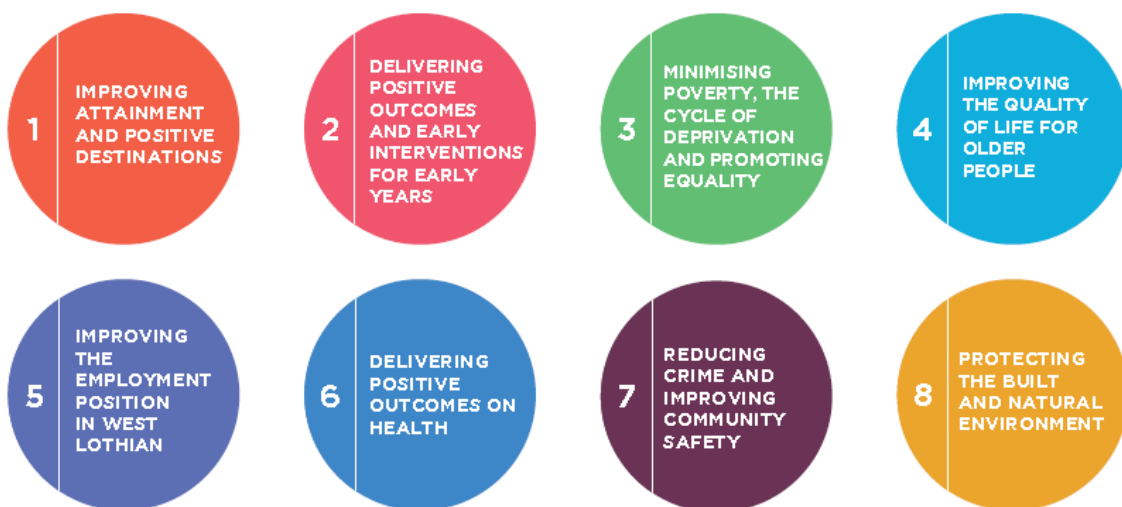 1
IMPROVING
ATTAINMENT
AND POSITIVE
DESTINATIONS
2
DELIVERING
POSITIVE
OUTCOMES
AND EARLY
INTERVENTIONS
FOR EARLY
YEARS
3
MINIMISING
POVERTY, THE
CYCLE OF
DEPRIVATION
AND PROMOTING
EQUALITY
4
IMPROVING
THE QUALITY
OF LIFE FOR
OLDER
PEOPLE
5
IMPROVING
THE
EMPLOYMENT
POSITION
IN WEST
LOTHIAN
6
DELIVERING
POSITIVE
OUTCOMES ON
HEALTH
7
REDUCING
CRIME AND
IMPROVING
COMMUNITY
SAFETY
8
PROTECTING
THE BUILT
AND NATURAL
ENVIRONMENT